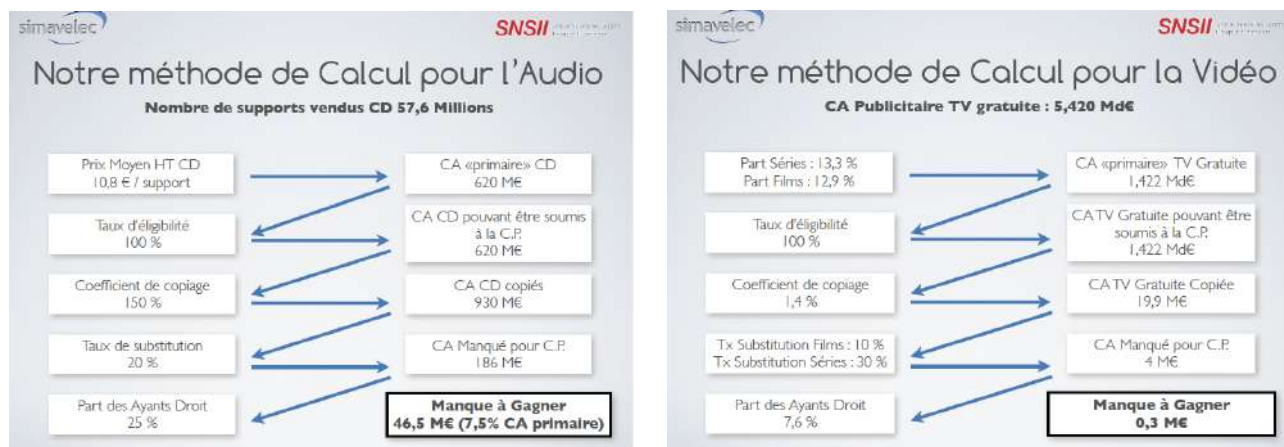 simavelec
SNSII
Notre méthode de Calcul pour l'Audio
Nombre de supports vendus CD 57,6 Millions
Prix Moyen HT CD
10,8 € / support
CA «primaire» CD
620 M€
Taux d'éligibilité
100 %
CA CD pouvant être soumis
à la C.P.
620 M€
Coefficient de copiage
150 %
CA CD copiés
930 M€
Taux de substitution
20 %
CA Manqué pour C.P.
186 M€
Part des Ayants Droit
25 %
Manque à Gagner
46,5 M€ (7,5% CA primaire)
simavelec
SNSII
Notre méthode de Calcul pour la Vidéo
CA Publicitaire TV gratuite : 5,420 Md€
Part Séries : 13,3 %
Part Films : 12,9 %
CA «primaire» TV Gratuite
1,422 Md€
Taux d'éligibilité
100 %
CA TV Gratuite pouvant être
soumis à la C.P.
1,422 Md€
Coefficient de copiage
1,4 %
CA TV Gratuite Copiée
19,9 M€
Tx Substitution Films : 10 %
Tx Substitution Séries : 30 %
CA Manqué pour C.P.
4 M€
Part des Ayants Droit
7,6 %
Manque à Gagner
0,3 M€